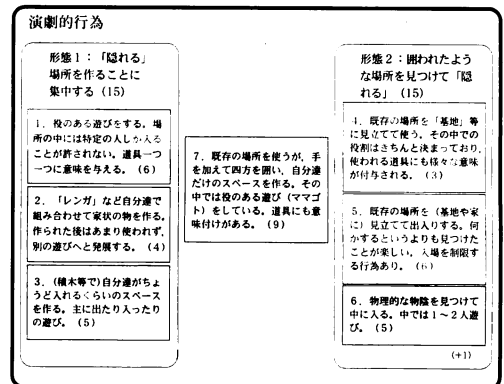 演劇的行為
形態1：「隠れる」
場所を作ることに
集中する（15）
1．役のある遊びをする。場
所の中には特定の人しか入る
ことが許されない。道具一つ
一つに意味を与える。（6）
2．「レンガ」など自分達で
組み合わせて家状の物を作る。
作られた後はあまり使われず、
別の遊びへと発展する。（4）
3．（積木等で）自分達がちょ
うど入れるくらいのスペース
を作る。主に出たり入ったり
の遊び。（5）
7．既存の場所を使うが，手
を加えて四方を囲い，自分達
だけのスペースを作る。その
中では役のある遊び（ママゴ
ト）をしている。道具にも意
味付けがある。（9）
形態2：囲われたよう
な場所を見つけて「隠
れる」（15）
4．既存の場所を「基地」等
に見立てて使う。その中での
役割はきちんと決まっており，
使われる道具にも様々な意味
が付与される。（3）
5．既存の場所を（基地や家
に）見立てて出入りする。何
かするというよりも見つけた
ことが楽しい。入場を制限す
る行為あり。（6）
6．物理的な物陰を見つけて
中に入る。中では1～2人遊
び。（5）
（+1）